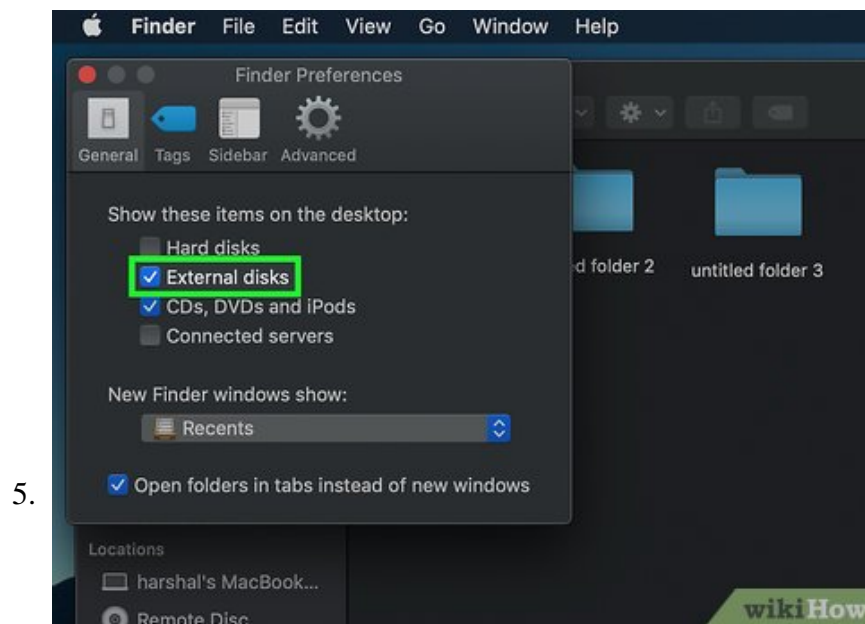 Finder File Edit View Go Window Help
Finder Preferences
General Tags Sidebar Advanced
Show these items on the desktop:
Hard disks
External disks
CDs, DVDs and iPods
Connected servers
New Finder windows show:
Recents
Open folders in tabs instead of new windows
d folder 2
untitled folder 3
5.
Locations
harshal's MacBook...
Remote Disc
wikiHow